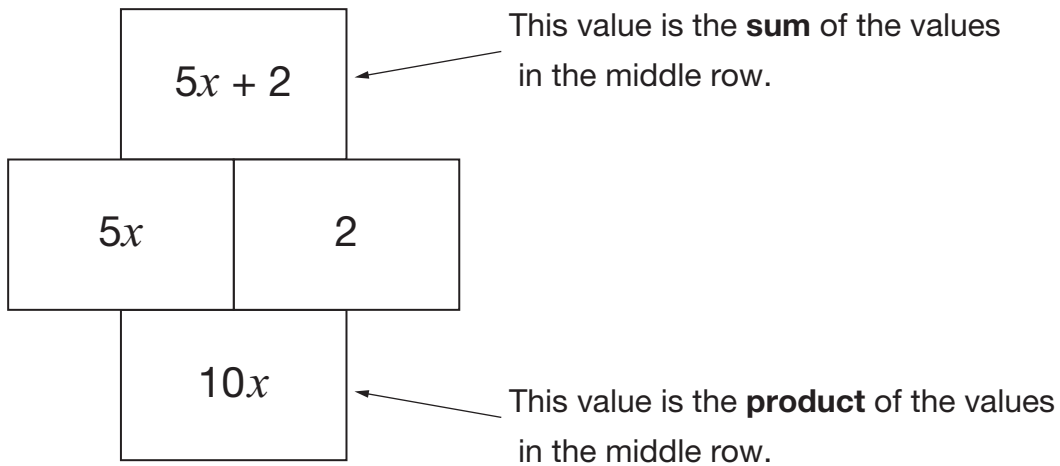 This value is the sum of the values
in the middle row.
5x + 2
5x
2
10x
This value is the product of the values
in the middle row.